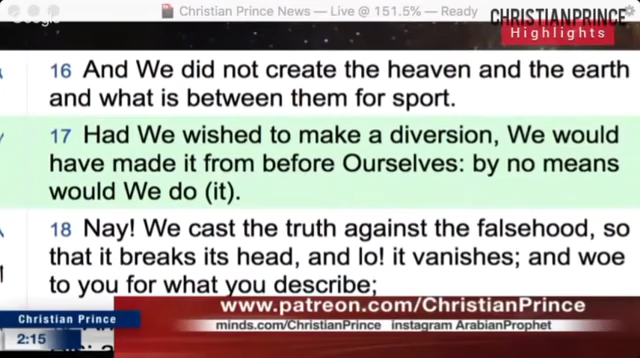 Christian Prince News — Live @ 151.5% — Ready
CHRISTIANPRINCE
Highlights
16 And We did not create the heaven and the earth
and what is between them for sport.
17 Had We wished to make a diversion, We would
have made it from before Ourselves: by no means
would We do (it).
18 Nay! We cast the truth against the falsehood, so
that it breaks its head, and lo! it vanishes; and woe
to you for what you describe;
www.patreon.com/ChristianPrince
Christian Prince
minds.com/ChristianPrince instagram ArabianProphet
2:15